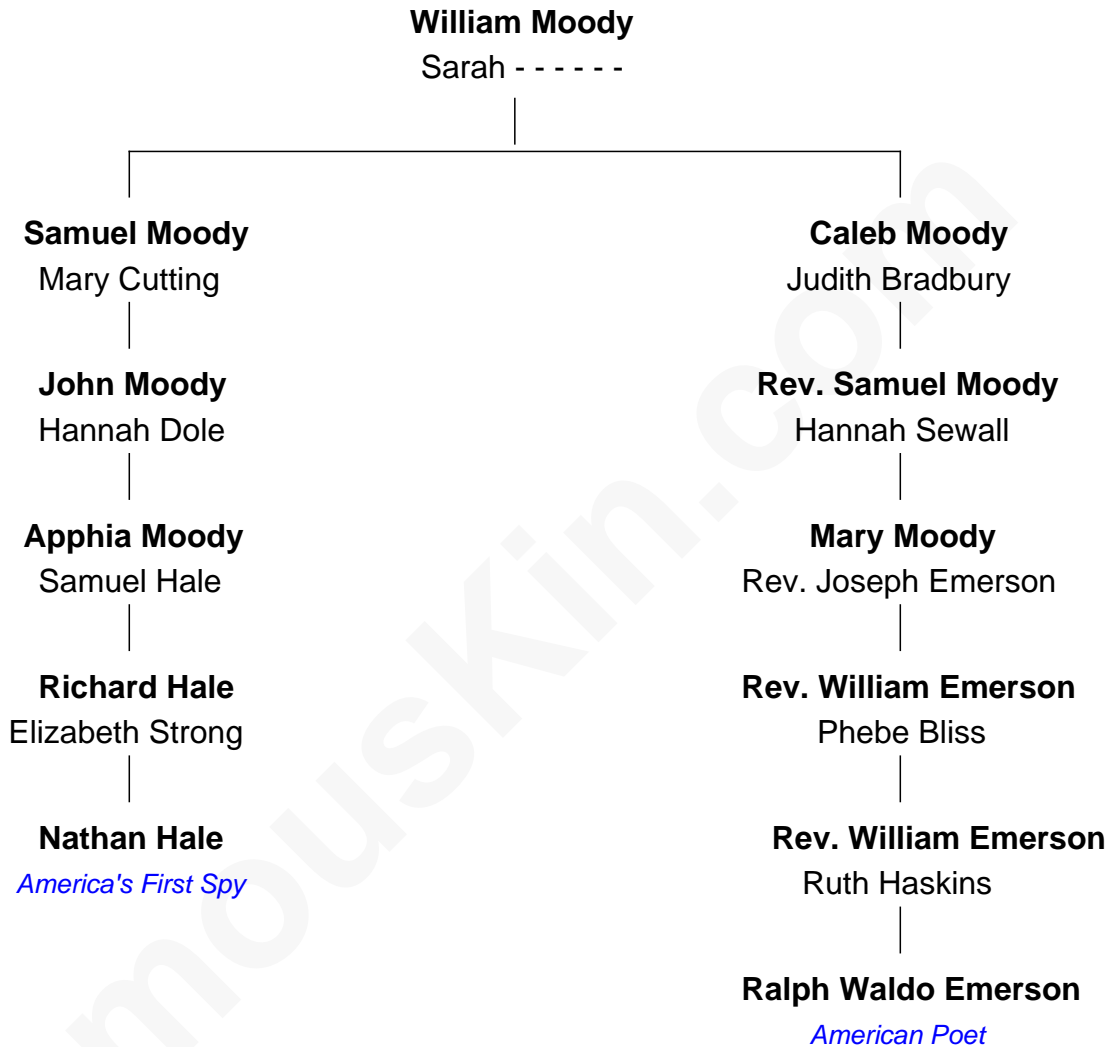 William Moody
Sarah - - - - - -
Samuel Moody
Mary Cutting
Caleb Moody
Judith Bradbury
John Moody
Hannah Dole
Rev. Samuel Moody
Hannah Sewall
Apphia Moody
Samuel Hale
Mary Moody
Rev. Joseph Emerson
Richard Hale
Elizabeth Strong
Rev. William Emerson
Phebe Bliss
Nathan Hale
America's First Spy
Rev. William Emerson
Ruth Haskins
Ralph Waldo Emerson
American Poet
mouskin.com